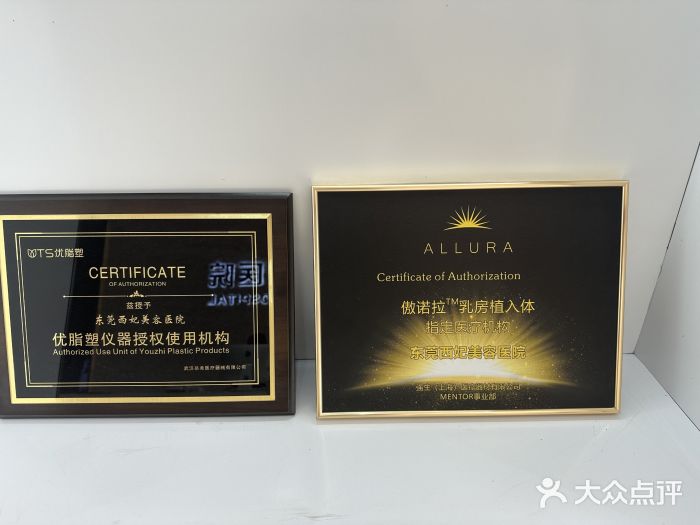 UTS优脂塑
CERTIFICATE
OF AUTHORIZATION
兹授予
东莞西妃美容医院
优脂塑仪器授权使用机构
Authorized Use Unit of Youzhi Plastic Products
ALLURA
Certificate of Authorization
傲诺拉™乳房植入体
指定医疗机构
东莞西妃美容医院
强生(上海)医疗器材有限公司
MENTOR事业部
大众点评